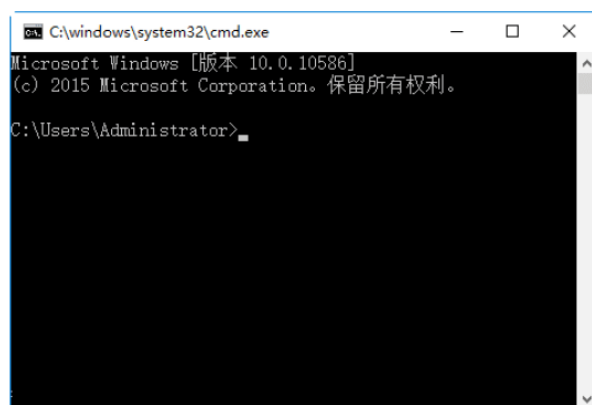 C:\windows\system32\cmd.exe
Microsoft Windows [版本 10.0.10586]
(c) 2015 Microsoft Corporation。保留所有权利。
C:\Users\Administrator>